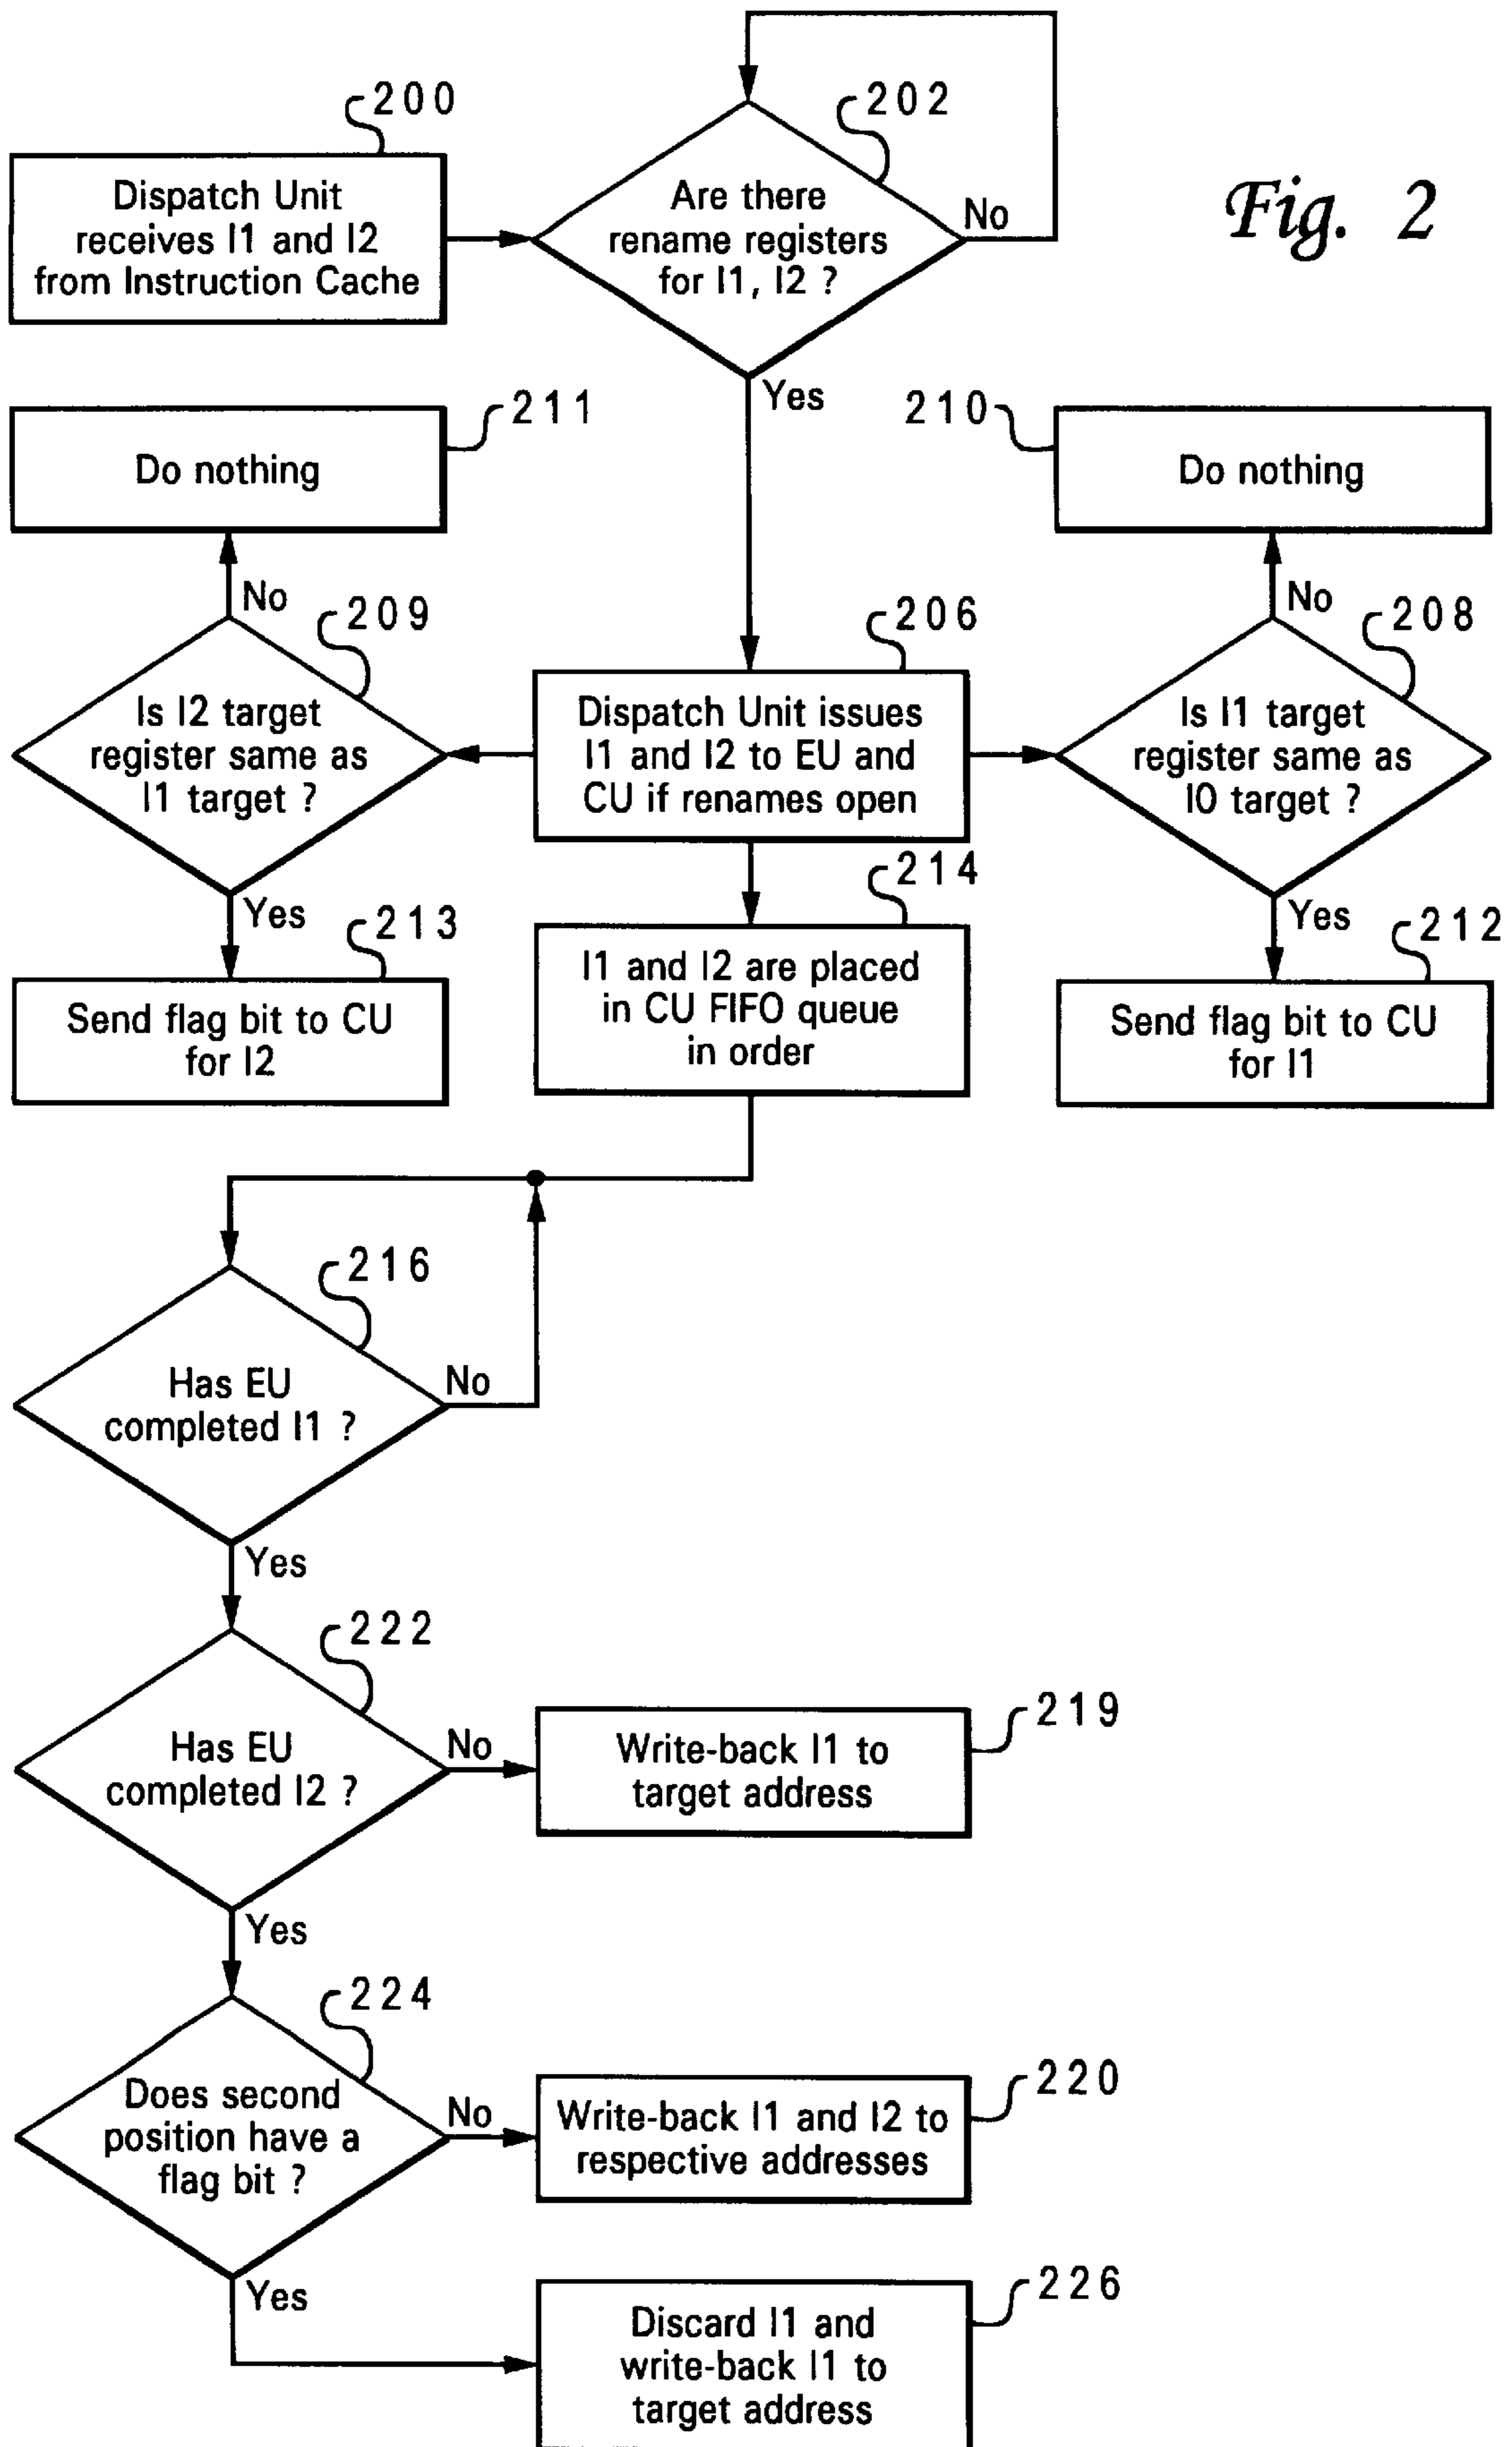 Fig. 2
200
Dispatch Unit
receives I1 and I2
from Instruction Cache
202
Are there
rename registers
for I1, I2 ?
No
Yes
211
Do nothing
210
Do nothing
No
209
Is I2 target
register same as
I1 target ?
206
Dispatch Unit issues
I1 and I2 to EU and
CU if renames open
No
208
Is I1 target
register same as
I0 target ?
Yes
213
Send flag bit to CU
for I2
214
I1 and I2 are placed
in CU FIFO queue
in order
Yes
212
Send flag bit to CU
for I1
216
Has EU
completed I1 ?
No
Yes
222
Has EU
completed I2 ?
No
219
Write-back I1 to
target address
Yes
224
Does second
position have a
flag bit ?
No
220
Write-back I1 and I2 to
respective addresses
Yes
226
Discard I1 and
write-back I1 to
target address